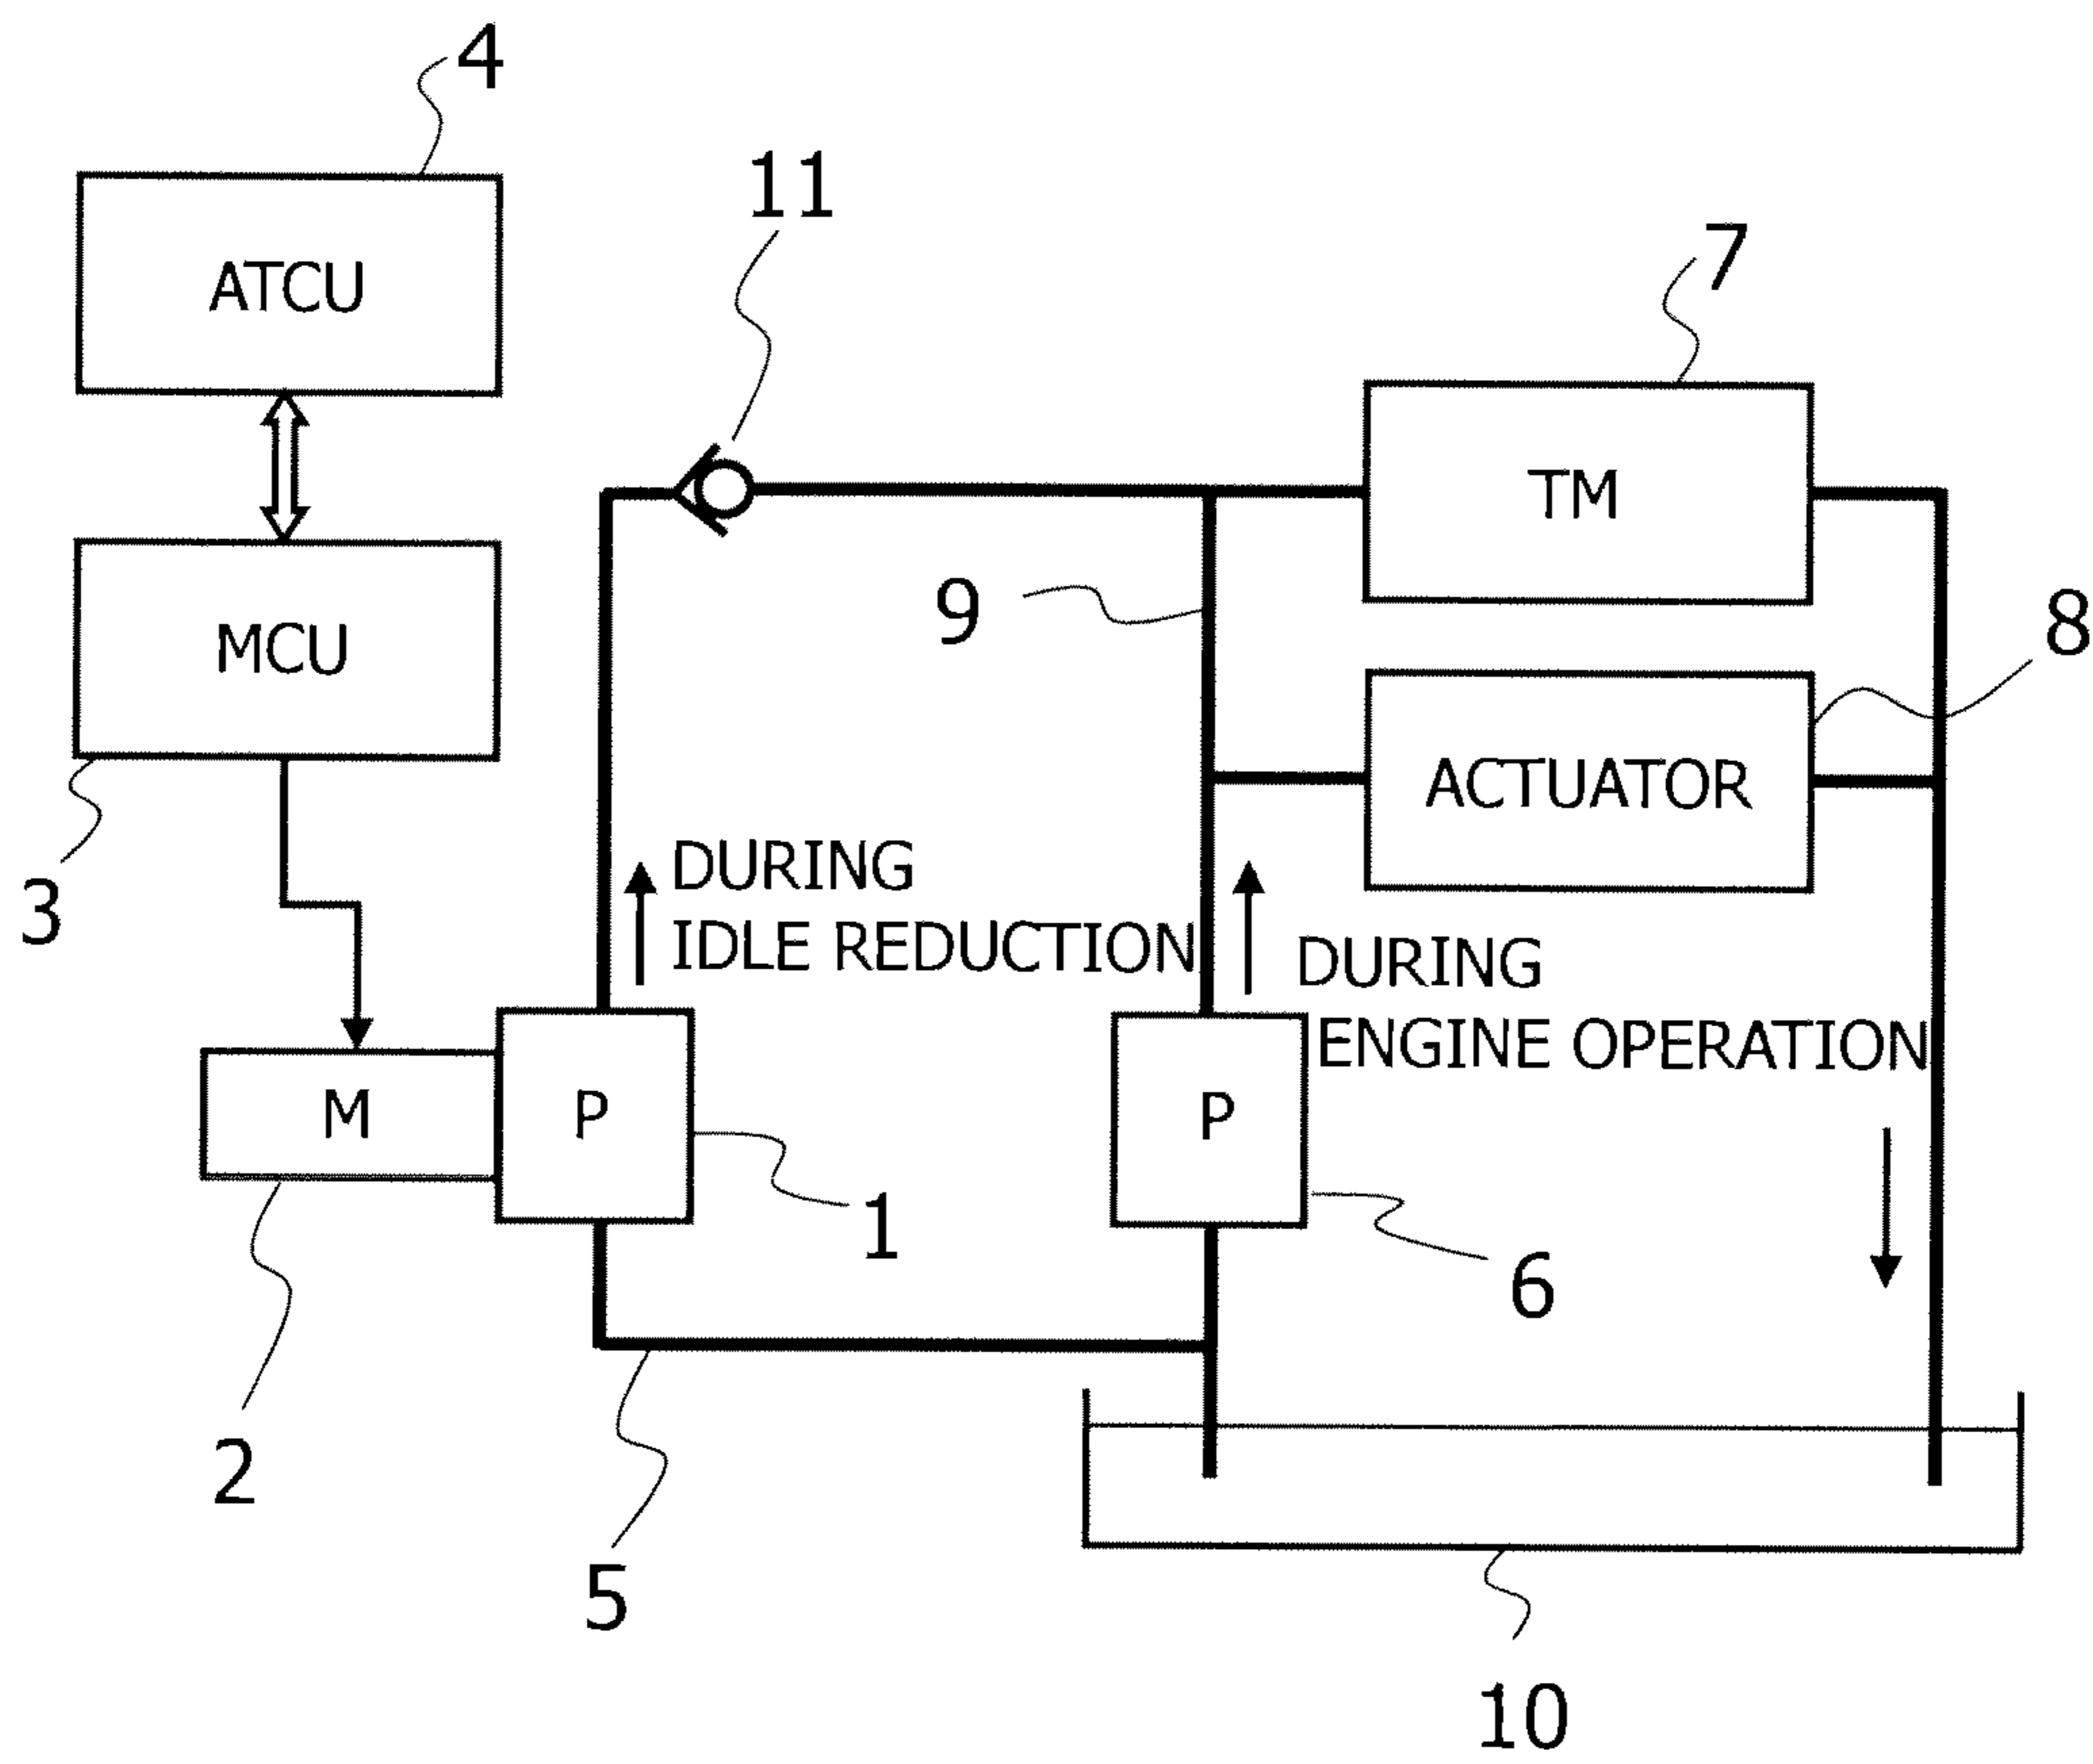 4
11
7
ATCU
TM
9
8
MCU
ACTUATOR
3
DURING
IDLE REDUCTION
DURING
ENGINE OPERATION
M
P
P
1
6
2
5
10